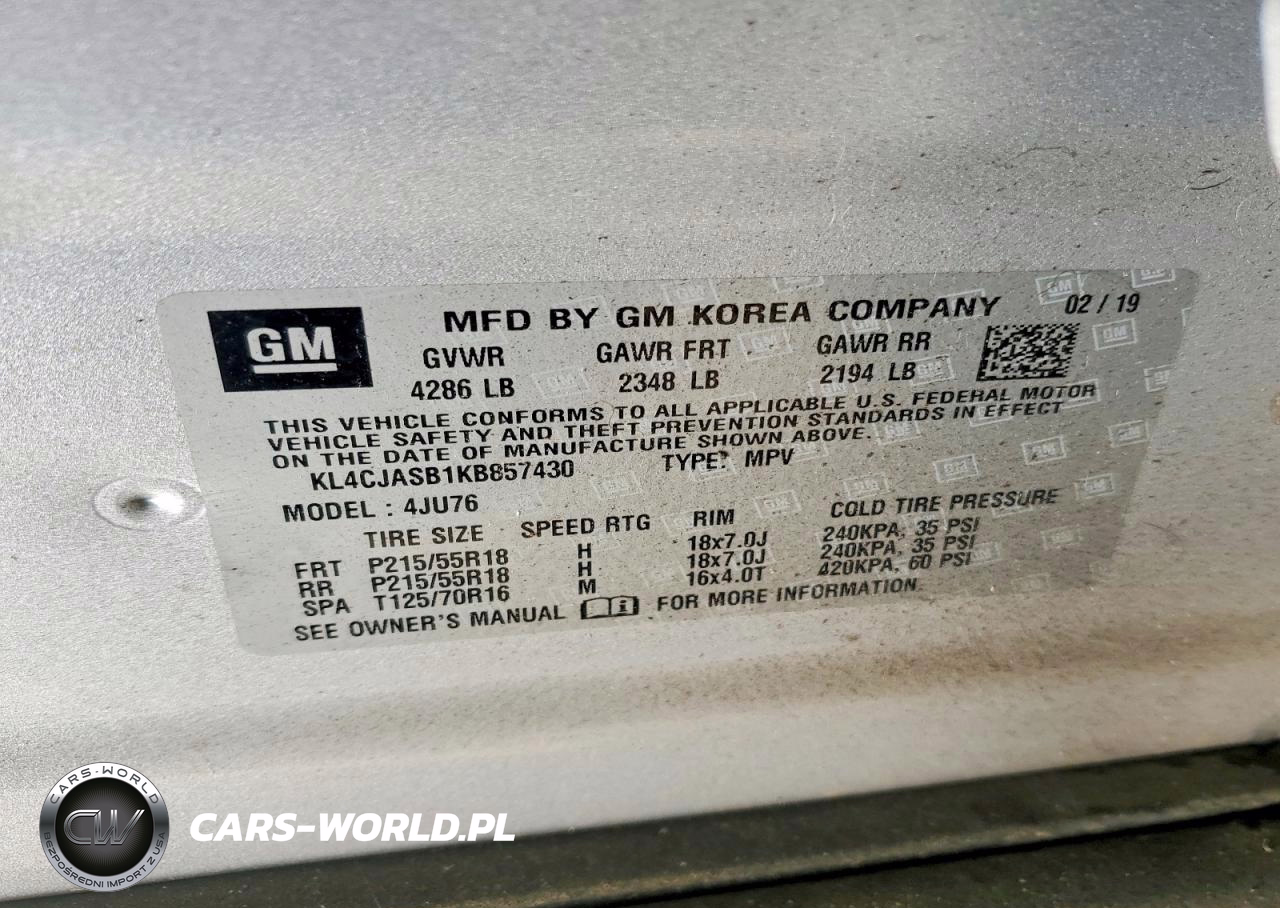 GM
MFD BY GM KOREA COMPANY 02 / 19
GVWR GAWR FRT GAWR RR
4286 LB 2348 LB 2194 LB
THIS VEHICLE CONFORMS TO ALL APPLICABLE U.S. FEDERAL MOTOR
VEHICLE SAFETY AND THEFT PREVENTION STANDARDS IN EFFECT
ON THE DATE OF MANUFACTURE SHOWN ABOVE.
KL4CJASB1KB857430 TYPE: MPV
MODEL : 4JU76
TIRE SIZE SPEED RTG RIM COLD TIRE PRESSURE
FRT P215/55R18 H 18x7.0J 240KPA, 35 PSI
RR P215/55R18 H 18x7.0J 240KPA, 35 PSI
SPA T125/70R16 M 16x4.0T 420KPA, 60 PSI
SEE OWNER'S MANUAL FOR MORE INFORMATION.
CARS-WORLD
CW
BEZPOŚREDNI IMPORT Z USA
CARS-WORLD.PL